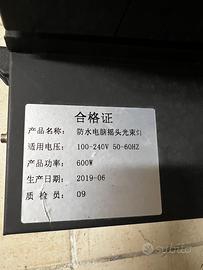 合格证
产品名称: 防水电脑摇头光束灯
适用电压: 100-240V 50-60HZ
产品功率: 600W
生产日期: 2019-06
质 检 员: 09
subito